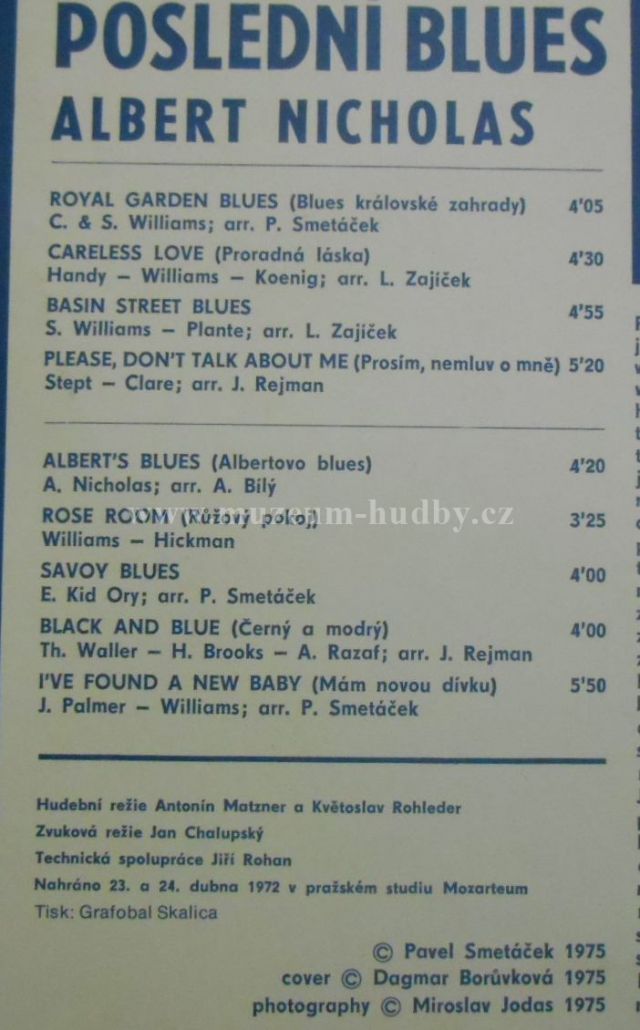 POSLEDNÍ BLUES
ALBERT NICHOLAS
ROYAL GARDEN BLUES (Blues královské zahrady) 4'05
C. & S. Williams; arr. P. Smetáček
CARELESS LOVE (Proradná láska) 4'30
Handy – Williams – Koenig; arr. L. Zajíček
BASIN STREET BLUES 4'55
S. Williams – Plante; arr. L. Zajíček
PLEASE, DON'T TALK ABOUT ME (Prosím, nemluv o mně) 5'20
Stept – Clare; arr. J. Rejman
ALBERT'S BLUES (Albertovo blues) 4'20
A. Nicholas; arr. A. Bílý
ROSE ROOM (Růžový pokoj) 3'25
www.muzeum-hudby.cz
Williams – Hickman
SAVOY BLUES 4'00
E. Kid Ory; arr. P. Smetáček
BLACK AND BLUE (Černý a modrý) 4'00
Th. Waller – H. Brooks – A. Razaf; arr. J. Rejman
I'VE FOUND A NEW BABY (Mám novou dívku) 5'50
J. Palmer – Williams; arr. P. Smetáček
Hudební režie Antonín Matzner a Květoslav Rohleder
Zvuková režie Jan Chalupský
Technická spolupráce Jiří Rohan
Nahráno 23. a 24. dubna 1972 v pražském studiu Mozarteum
Tisk: Grafobal Skalica
© Pavel Smetáček 1975
cover © Dagmar Borůvková 1975
photography © Miroslav Jodas 1975